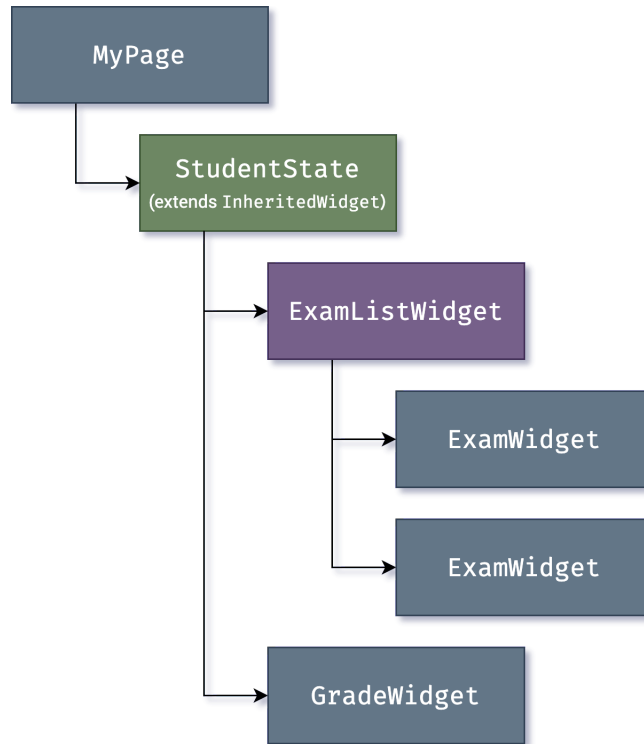 MyPage
StudentState
(extends InheritedWidget)
ExamListWidget
ExamWidget
ExamWidget
GradeWidget